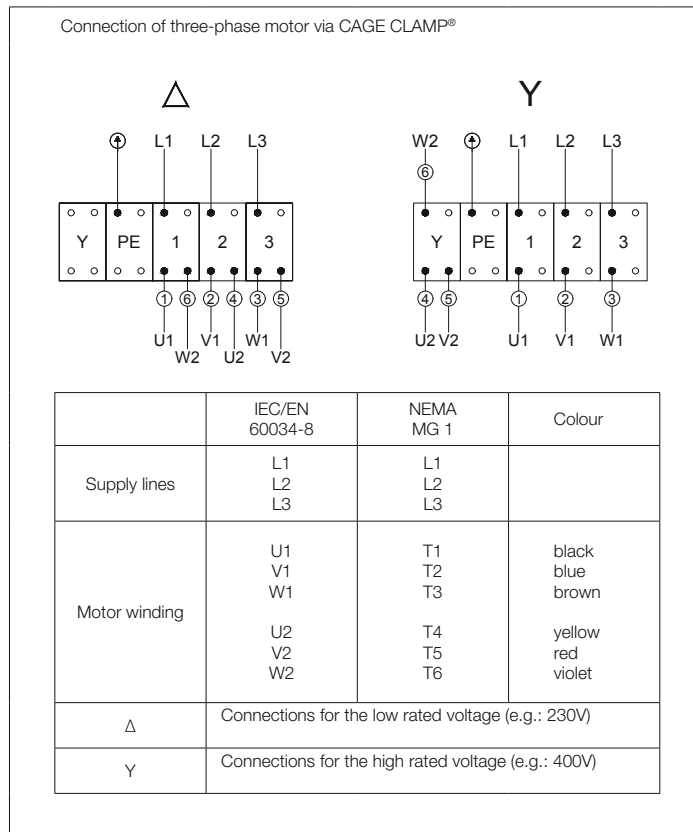 Connection of three-phase motor via CAGE CLAMP®
Δ Y
L1 L2 L3 W2 L1 L2 L3
6
Y PE 1 2 3 Y PE 1 2 3
1 6 2 4 3 5 4 5 1 2 3
U1 V1 W1 U2 V2 U1 V1 W1
W2 U2 V2
IEC/EN NEMA Colour
60034-8 MG 1
Supply lines
L1 L1
L2 L2
L3 L3
Motor winding
U1 T1 black
V1 T2 blue
W1 T3 brown
U2 T4 yellow
V2 T5 red
W2 T6 violet
Δ Connections for the low rated voltage (e.g.: 230V)
Y Connections for the high rated voltage (e.g.: 400V)